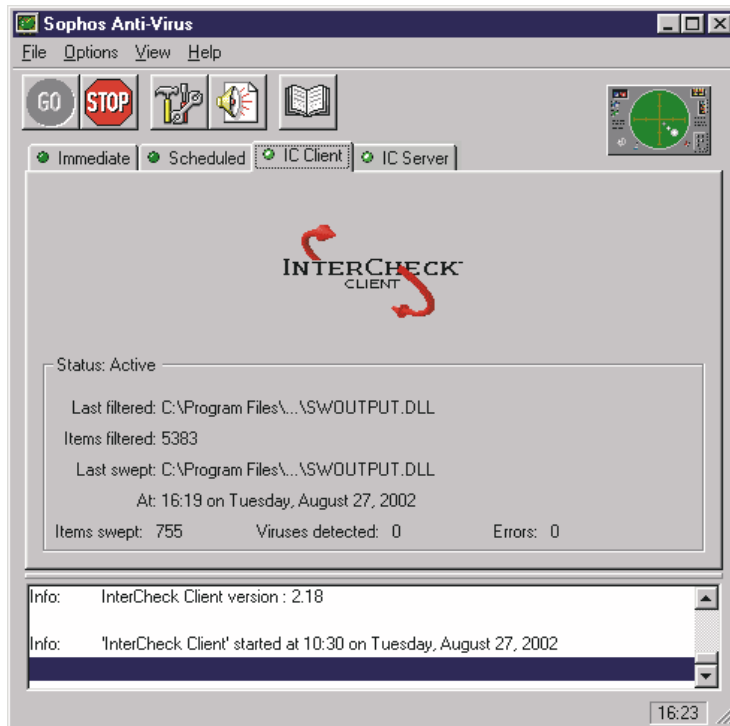 Sophos Anti-Virus
File Options View Help
GO STOP
Immediate Scheduled IC Client IC Server
INTERCHECK™
CLIENT
Status: Active
Last filtered: C:\Program Files\...\SWOUTPUT.DLL
Items filtered: 5383
Last swept: C:\Program Files\...\SWOUTPUT.DLL
At: 16:19 on Tuesday, August 27, 2002
Items swept: 755 Viruses detected: 0 Errors: 0
Info: InterCheck Client version : 2.18
Info: 'InterCheck Client' started at 10:30 on Tuesday, August 27, 2002
16:23